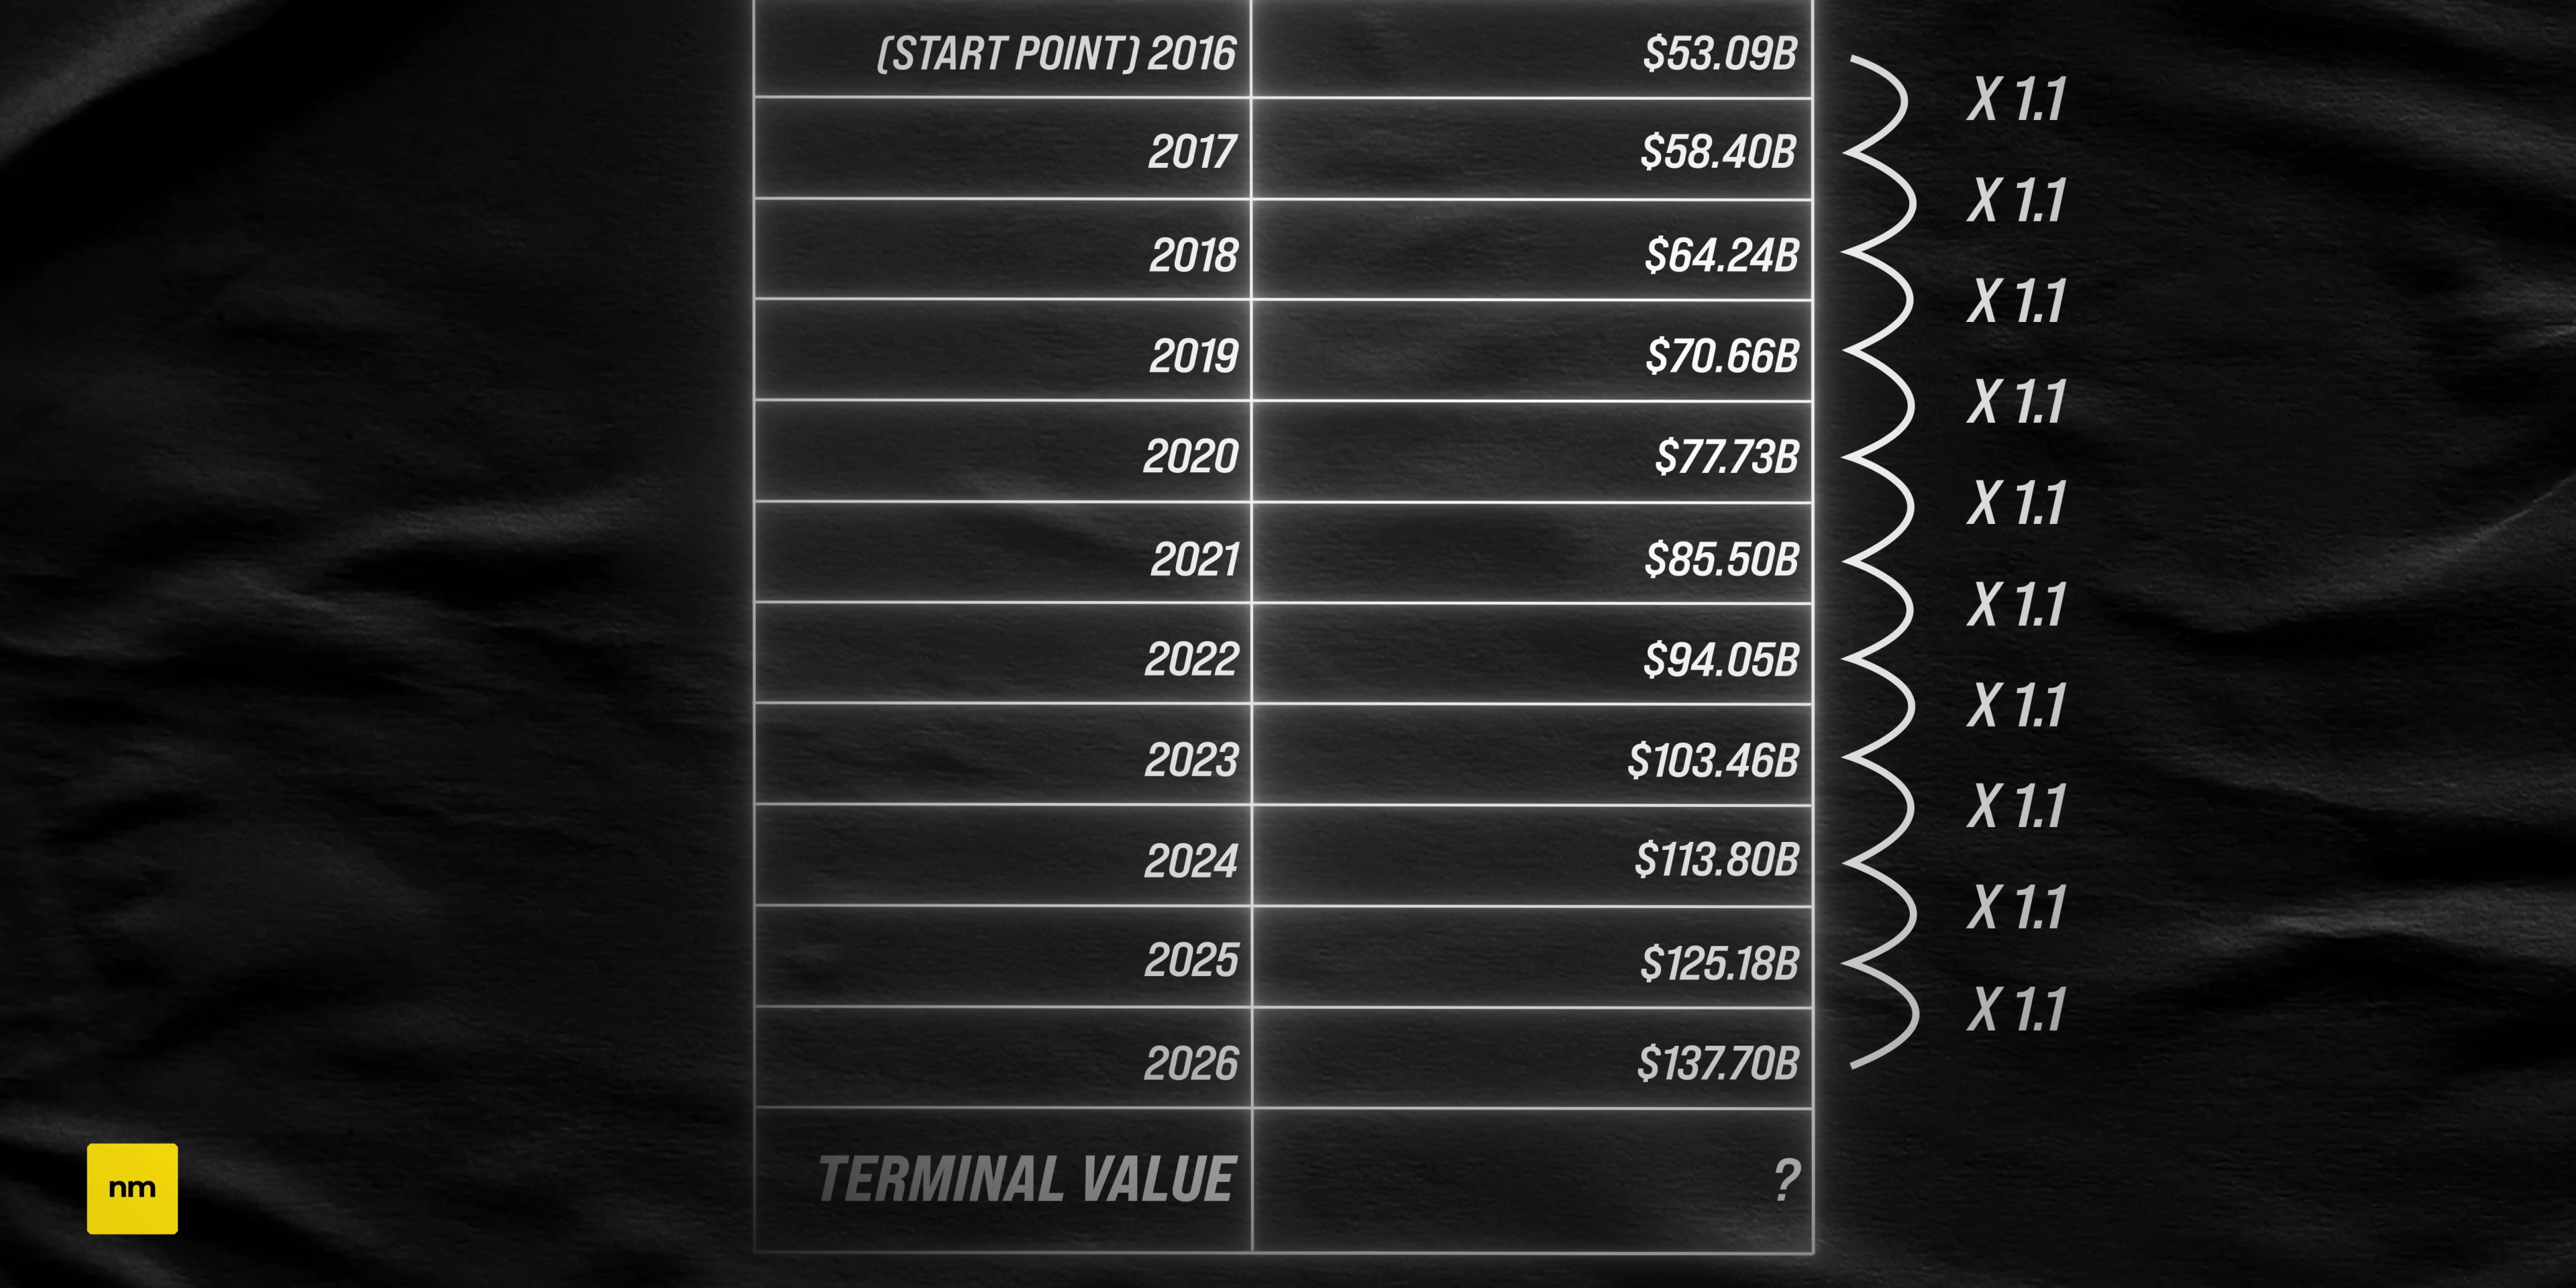 (START POINT) 2016 $53.09B
X 1.1
2017 $58.40B
X 1.1
2018 $64.24B
X 1.1
2019 $70.66B
X 1.1
2020 $77.73B
X 1.1
2021 $85.50B
X 1.1
2022 $94.05B
X 1.1
2023 $103.46B
X 1.1
2024 $113.80B
X 1.1
2025 $125.18B
X 1.1
2026 $137.70B
TERMINAL VALUE ?
nm